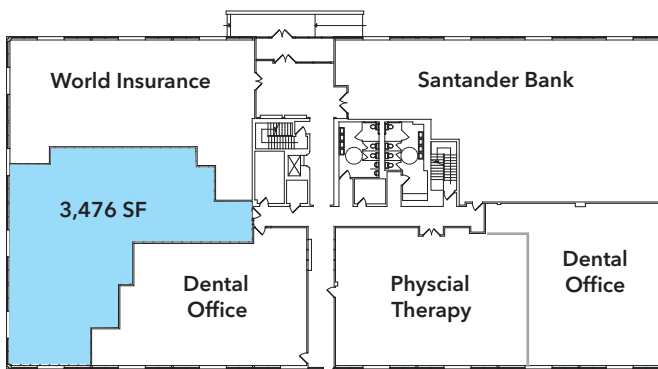 World Insurance
Santander Bank
3,476 SF
Dental
Office
Physcial
Therapy
Dental
Office